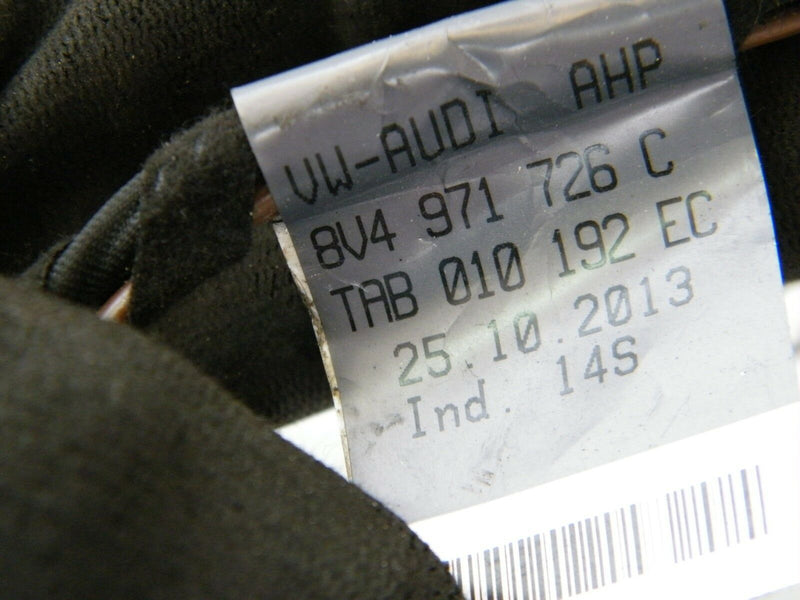 VW-AUDI AHP
8V4 971 726 C
TAB 010 192 EC
25.10.2013
Ind. 14S